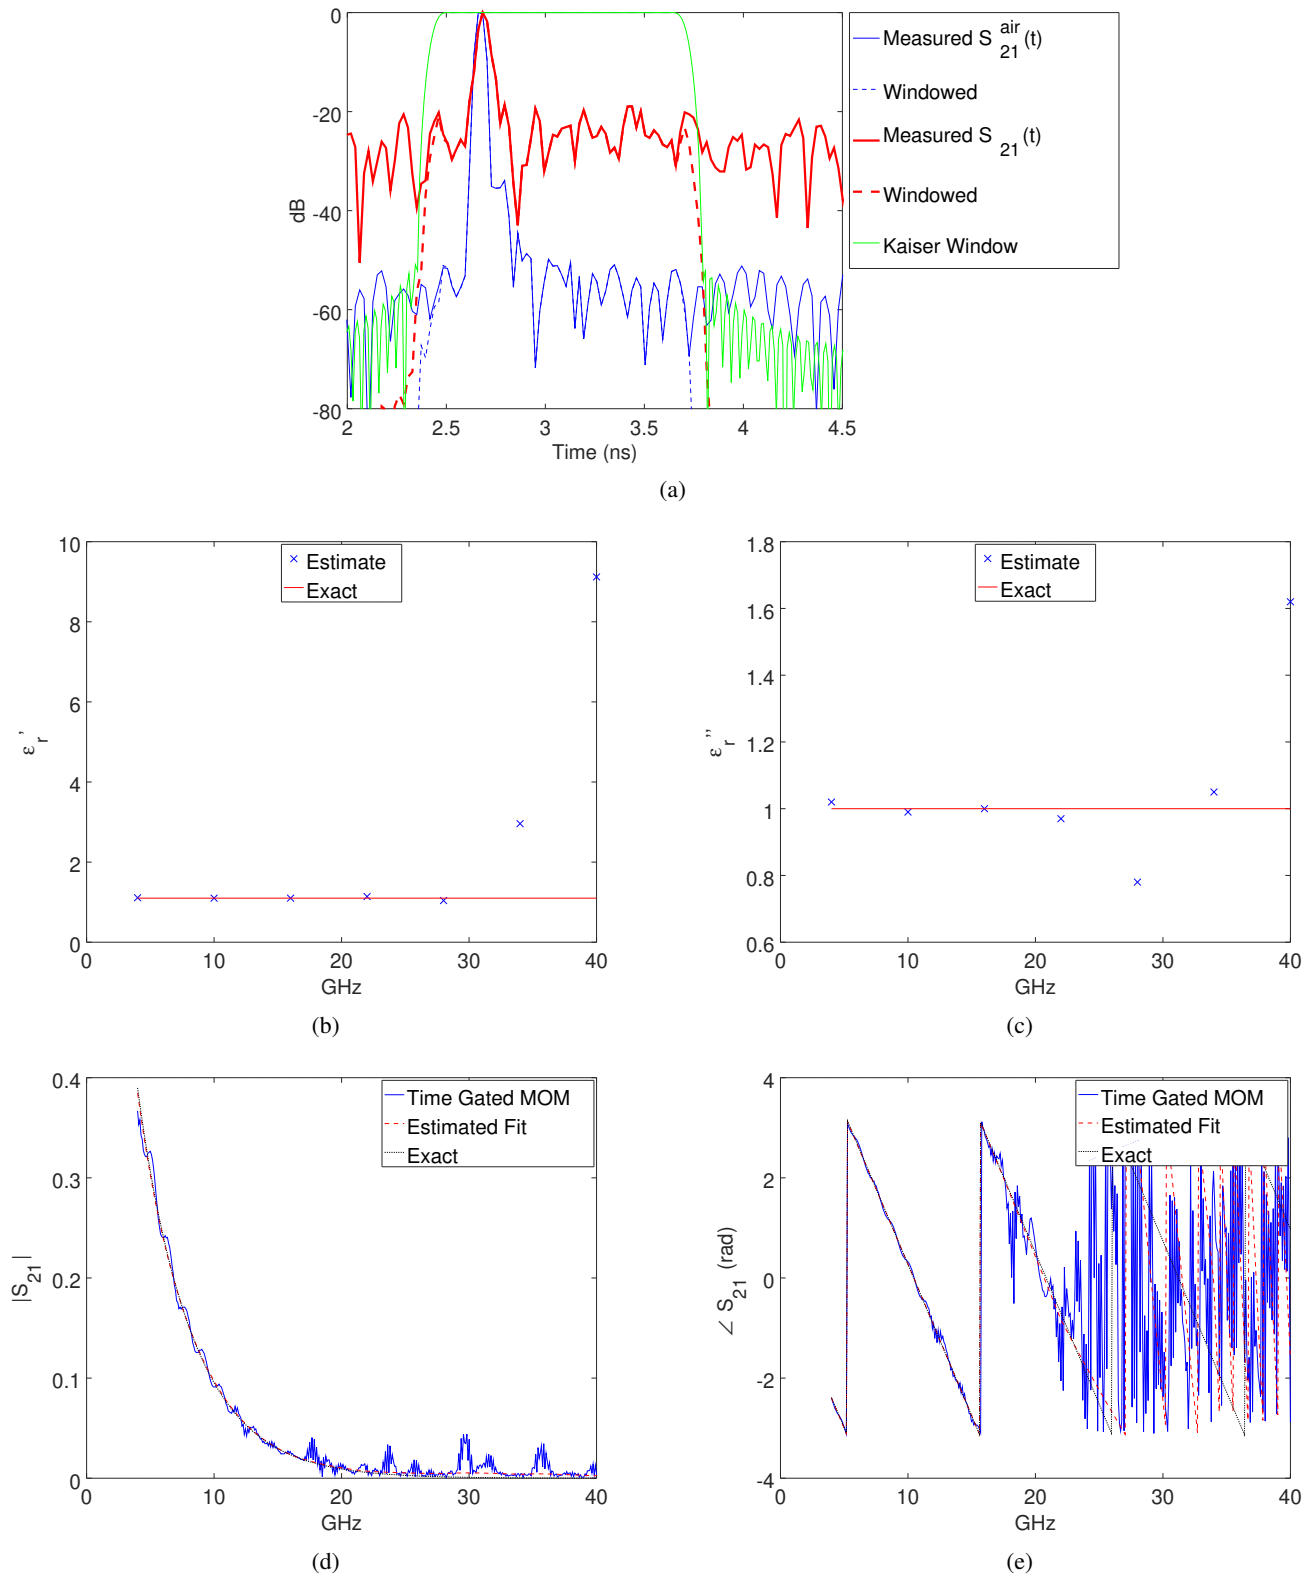 0
-20
-40
-60
-80
dB
2 2.5 3 3.5 4 4.5
Time (ns)
Measured S 21 air (t)
Windowed
Measured S 21 (t)
Windowed
Kaiser Window
(a)
10
8
6
4
2
0
εr'
Estimate
Exact
0 10 20 30 40
GHz
(b)
1.8
1.6
1.4
1.2
1
0.8
0.6
εr''
Estimate
Exact
0 10 20 30 40
GHz
(c)
0.4
0.3
0.2
0.1
0
|S21|
Time Gated MOM
Estimated Fit
Exact
0 10 20 30 40
GHz
(d)
4
2
0
-2
-4
∠ S21 (rad)
Time Gated MOM
Estimated Fit
Exact
0 10 20 30 40
GHz
(e)